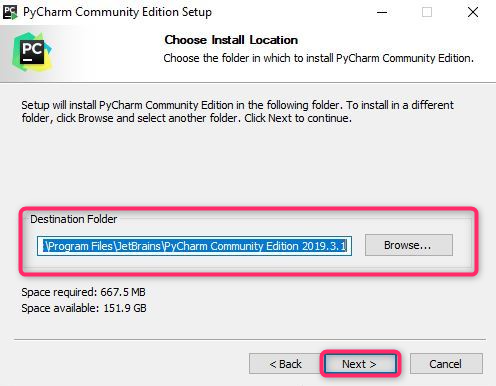 PyCharm Community Edition Setup
PC
Choose Install Location
Choose the folder in which to install PyCharm Community Edition.
Setup will install PyCharm Community Edition in the following folder. To install in a different
folder, click Browse and select another folder. Click Next to continue.
Destination Folder
:\Program Files\JetBrains\PyCharm Community Edition 2019.3.1
Browse...
Space required: 667.5 MB
Space available: 151.9 GB
< Back
Next >
Cancel